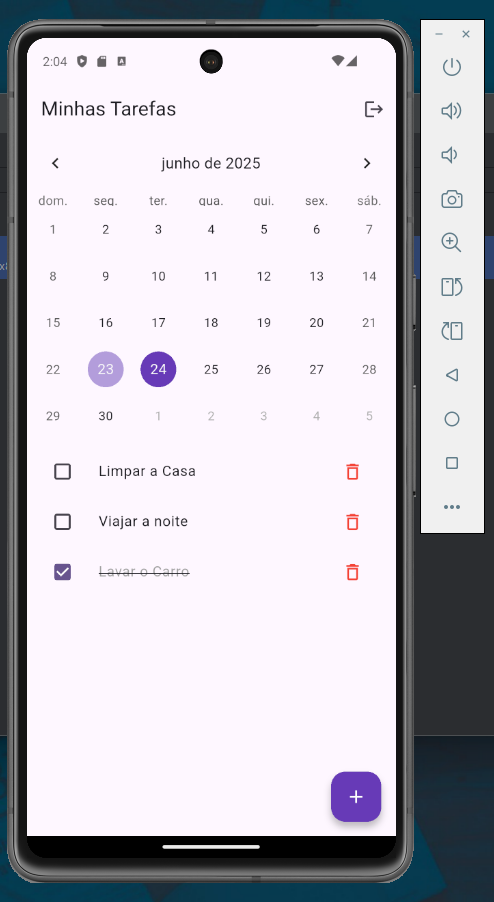 2:04
Minhas Tarefas
junho de 2025
dom. seg. ter. qua. qui. sex. sáb.
1 2 3 4 5 6 7
8 9 10 11 12 13 14
15 16 17 18 19 20 21
22 23 24 25 26 27 28
29 30 1 2 3 4 5
Limpar a Casa
Viajar a noite
Lavar o Carro